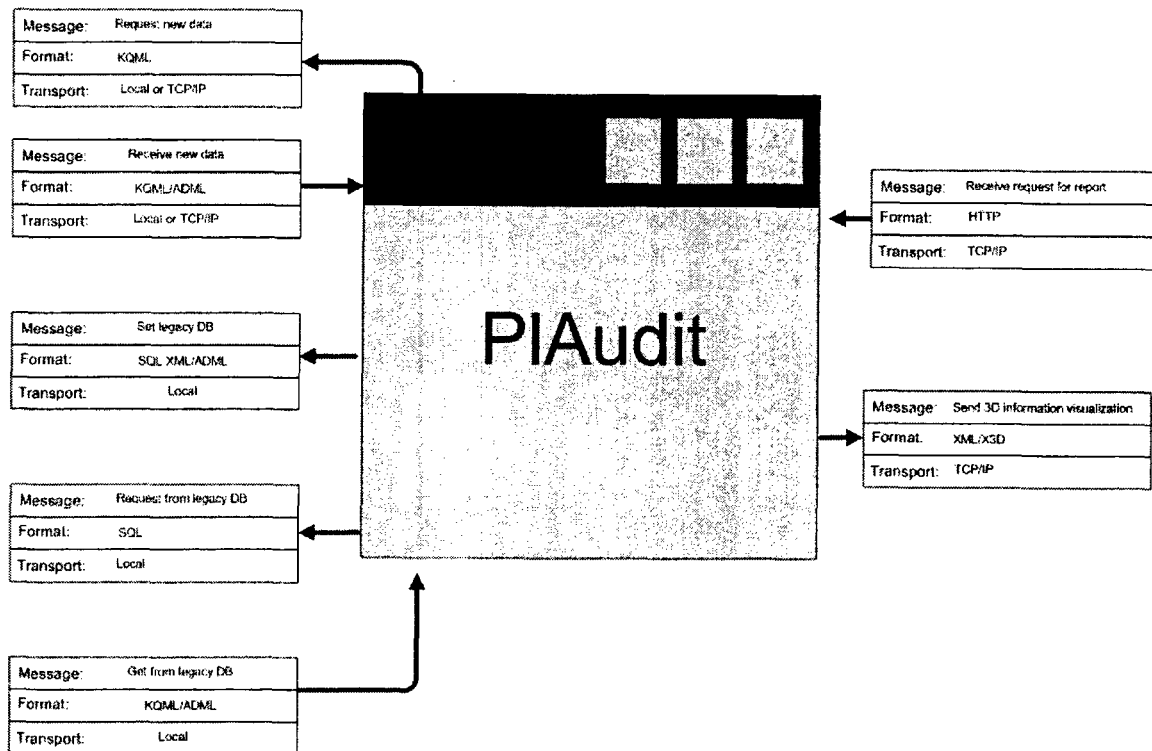 Message: Request new data
Format: KQML
Transport: Local or TCP/IP
Message: Receive new data
Format: KQML/ADML
Transport: Local or TCP/IP
Message: Set legacy DB
Format: SQL XML/ADML
Transport: Local
Message: Request from legacy DB
Format: SQL
Transport: Local
Message: Get from legacy DB
Format: KQML/ADML
Transport: Local
PIAudit
Message: Receive request for report
Format: HTTP
Transport: TCP/IP
Message: Send 3D information visualization
Format. XML/X3D
Transport: TCP/IP